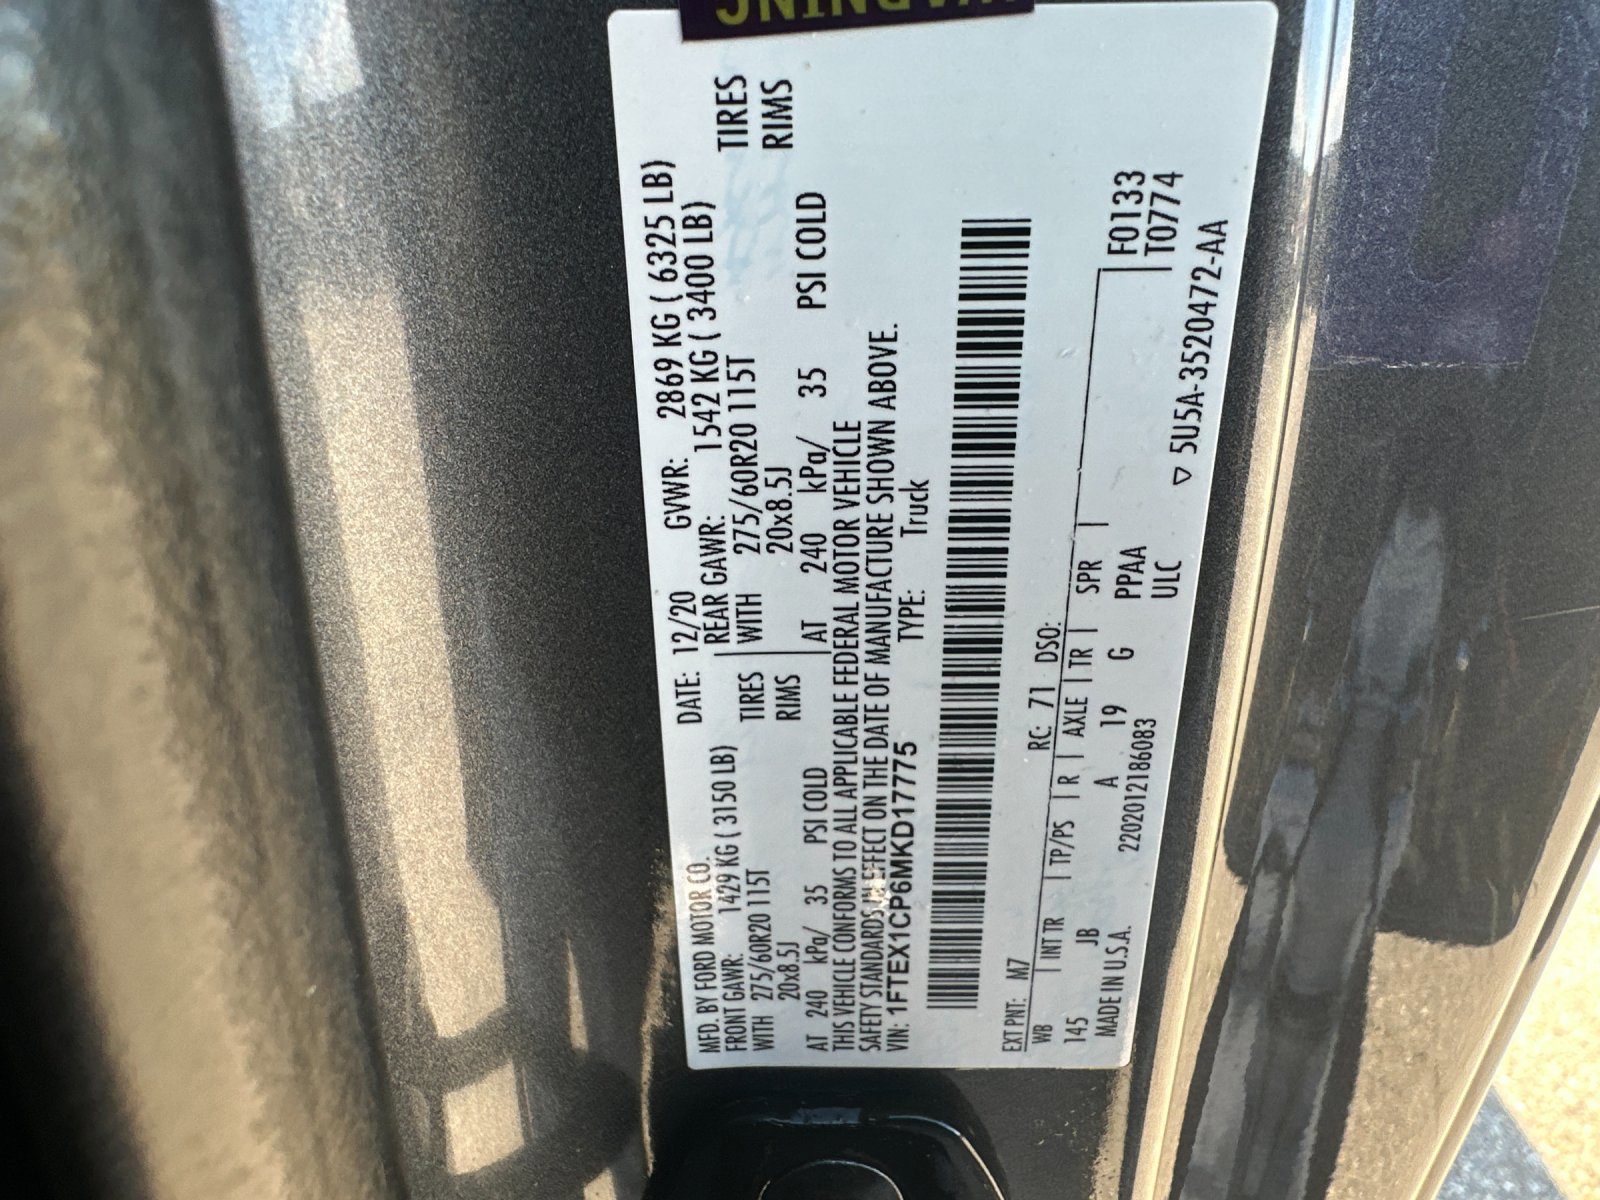 WARNING
MFD. BY FORD MOTOR CO. DATE: 12/20 GVWR: 2869 KG ( 6325 LB)
FRONT GAWR: 1429 KG ( 3150 LB) REAR GAWR: 1542 KG ( 3400 LB)
WITH 275/60R20 115T TIRES WITH 275/60R20 115T TIRES
20x8.5J RIMS 20x8.5J RIMS
AT 240 kPa/ 35 PSI COLD AT 240 kPa/ 35 PSI COLD
THIS VEHICLE CONFORMS TO ALL APPLICABLE FEDERAL MOTOR VEHICLE
SAFETY STANDARDS IN EFFECT ON THE DATE OF MANUFACTURE SHOWN ABOVE.
VIN: 1FTEX1CP6MKD17775 TYPE: Truck
EXT PNT: M7 RC: 71 DSO:
WB INT TR TP/PS R AXLE TR SPR F0133
145 JB A 19 G PPAA T0774
MADE IN U.S.A. 2202012186083 ULC ▽ 5U5A-3520472-AA